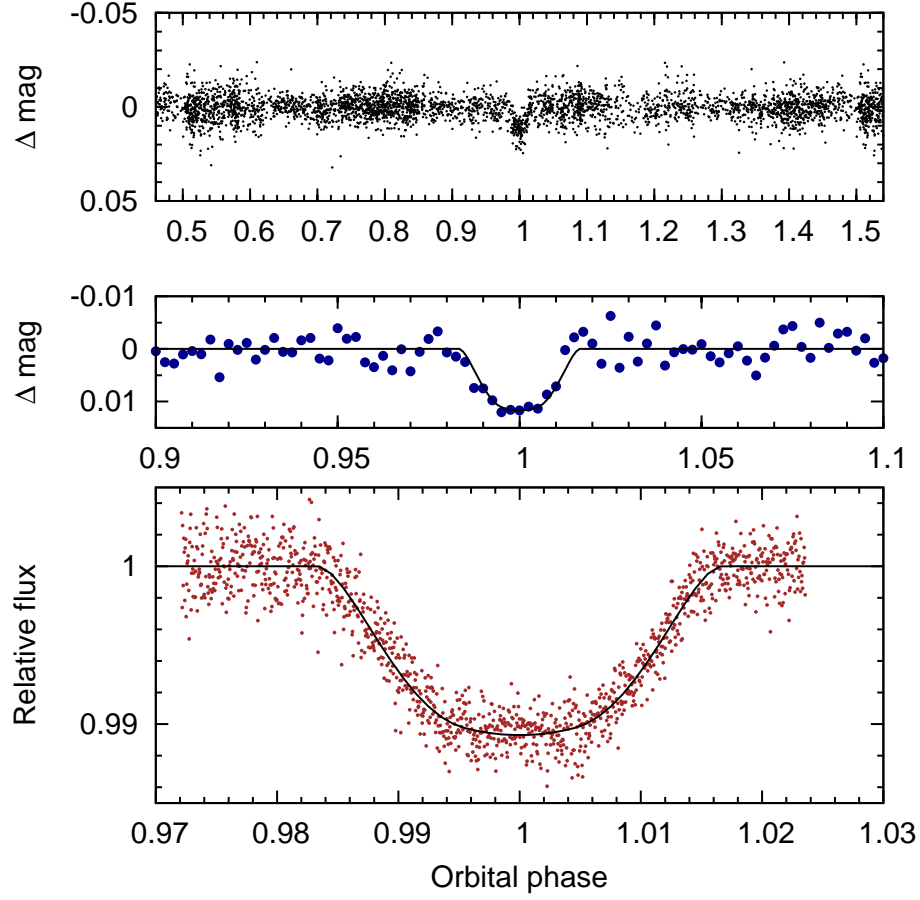 -0.05
0
0.05
Δ mag
0.5 0.6 0.7 0.8 0.9 1 1.1 1.2 1.3 1.4 1.5
-0.01
0
0.01
Δ mag
0.9 0.95 1 1.05 1.1
1
0.99
Relative flux
0.97 0.98 0.99 1 1.01 1.02 1.03
Orbital phase